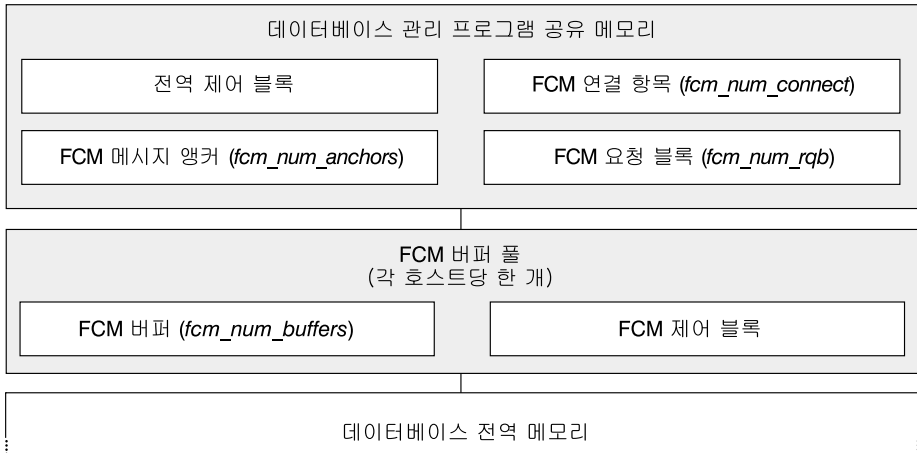 데이터베이스 관리 프로그램 공유 메모리
전역 제어 블록
FCM 연결 항목 (fcm_num_connect)
FCM 메시지 앵커 (fcm_num_anchors)
FCM 요청 블록 (fcm_num_rqb)
FCM 버퍼 풀
(각 호스트당 한 개)
FCM 버퍼 (fcm_num_buffers)
FCM 제어 블록
데이터베이스 전역 메모리